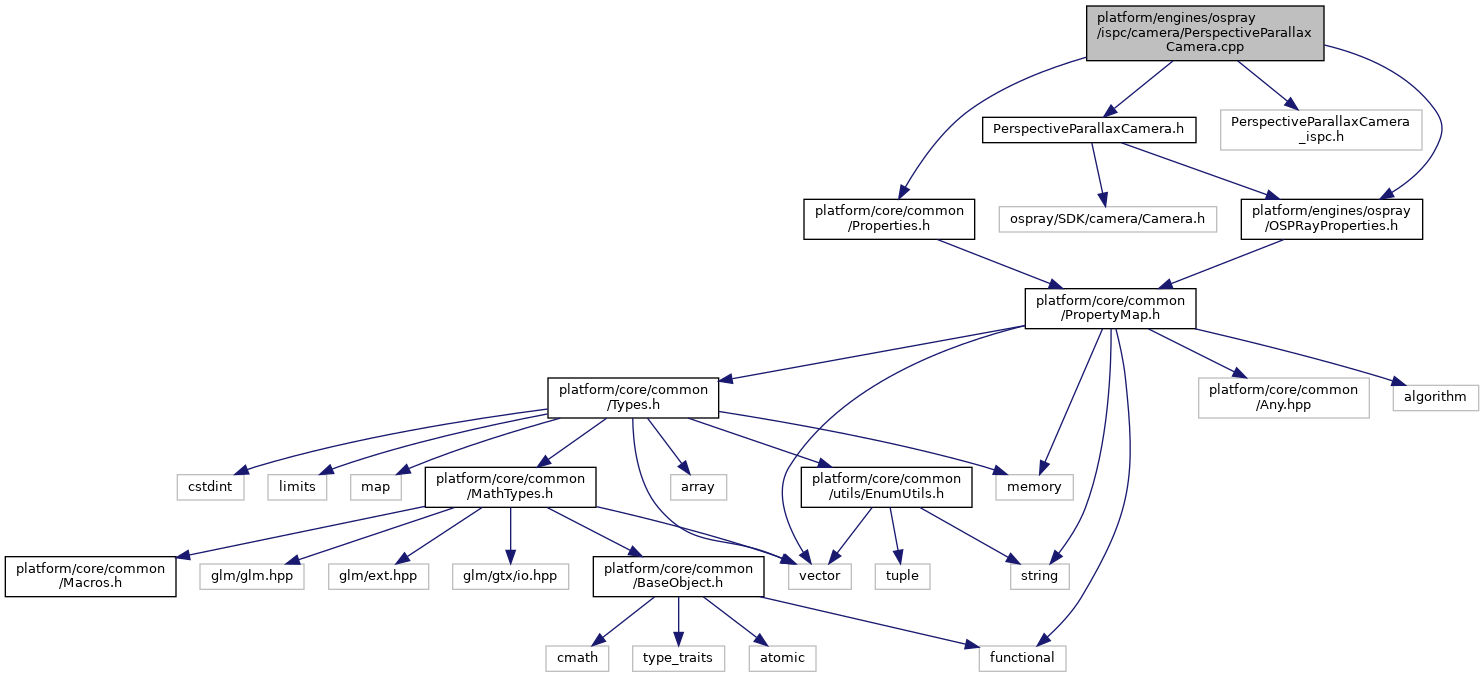 platform/engines/ospray
/ispc/camera/PerspectiveParallax
Camera.cpp
PerspectiveParallaxCamera.h
PerspectiveParallaxCamera
_ispc.h
platform/core/common
/Properties.h
ospray/SDK/camera/Camera.h
platform/engines/ospray
/OSPRayProperties.h
platform/core/common
/PropertyMap.h
platform/core/common
/Types.h
platform/core/common
/Any.hpp
algorithm
cstdint
limits
map
platform/core/common
/MathTypes.h
array
platform/core/common
/utils/EnumUtils.h
memory
platform/core/common
/Macros.h
glm/glm.hpp
glm/ext.hpp
glm/gtx/io.hpp
platform/core/common
/BaseObject.h
vector
tuple
string
cmath
type_traits
atomic
functional